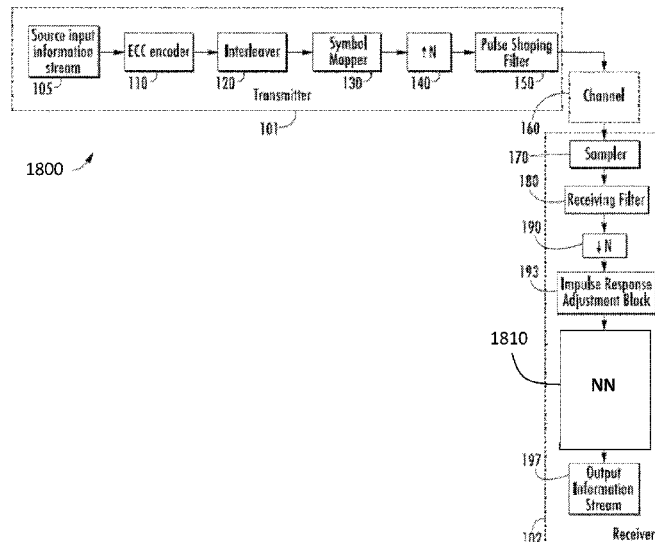 Source input
information
stream
105
ECC encoder
110
Interleaver
120
Symbol
Mapper
130
↑N
140
Pulse Shaping
Filter
150
Transmitter
101
Channel
160
1800
170
Sampler
180
Receiving Filter
190
↓N
193
Impulse Response
Adjustment Block
1810
NN
197
Output
Information
Stream
102
Receiver